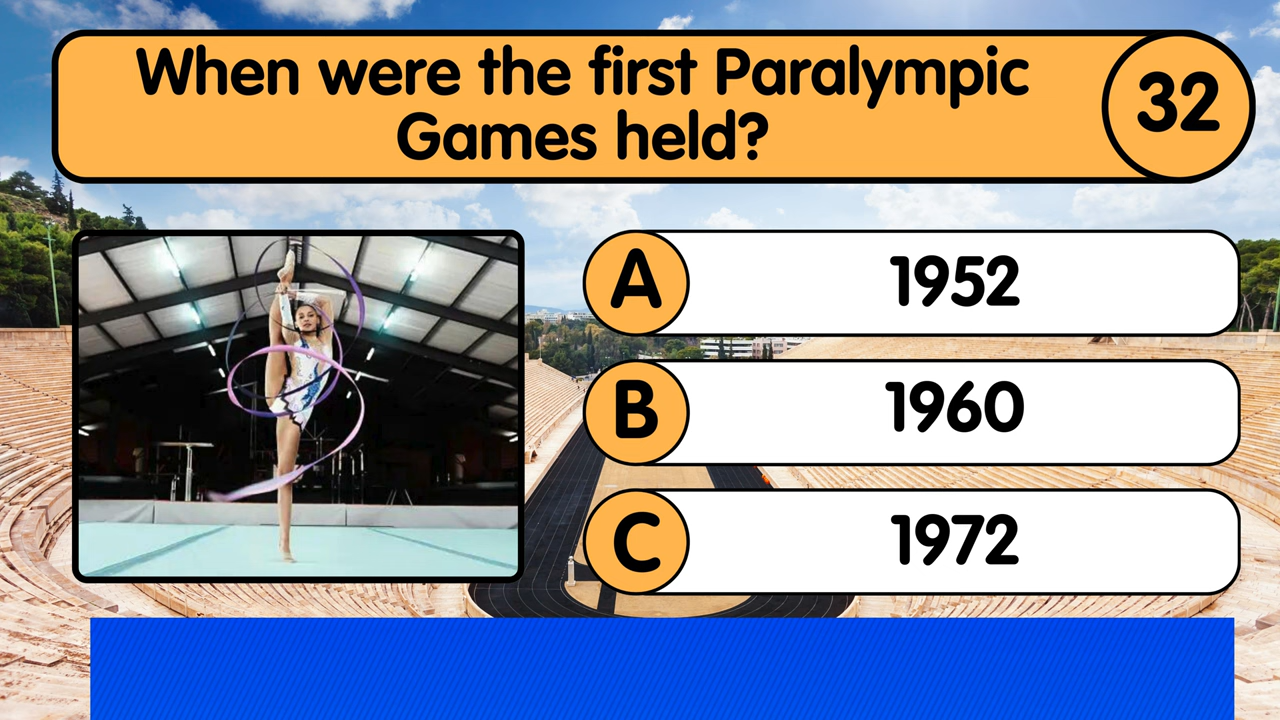 When were the first Paralympic
Games held?
32
A
1952
B
1960
C
1972